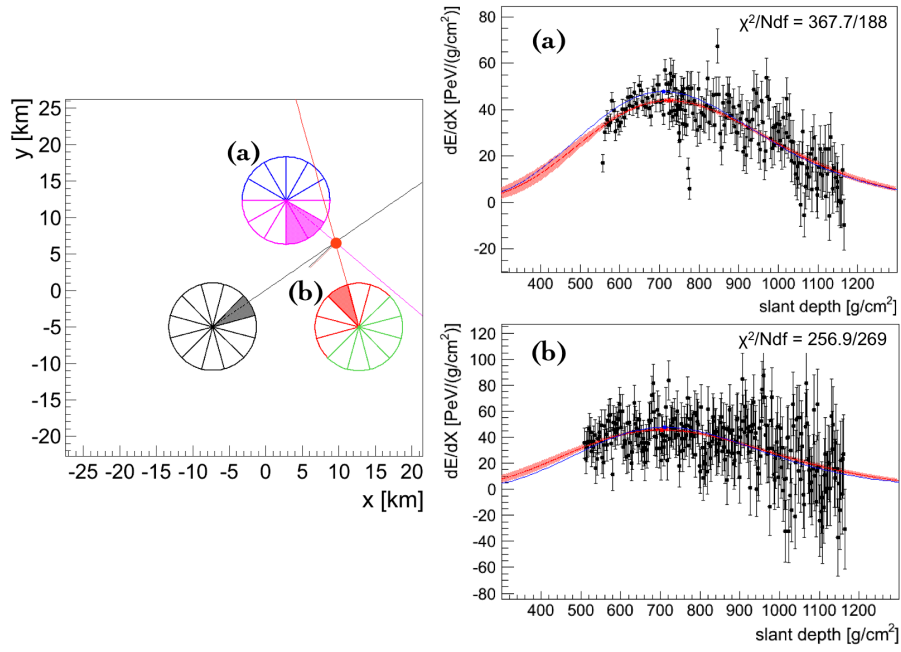 y [km]
25
20
15
10
5
0
-5
-10
-15
-20
-25 -20 -15 -10 -5 0 5 10 15 20
x [km]
(a)
(b)
dE/dX [PeV/(g/cm²)]
(a)
χ²/Ndf = 367.7/188
80
60
40
20
0
-20
400 500 600 700 800 900 1000 1100 1200
slant depth [g/cm²]
dE/dX [PeV/(g/cm²)]
(b)
χ²/Ndf = 256.9/269
120
100
80
60
40
20
0
-20
-40
-60
-80
400 500 600 700 800 900 1000 1100 1200
slant depth [g/cm²]